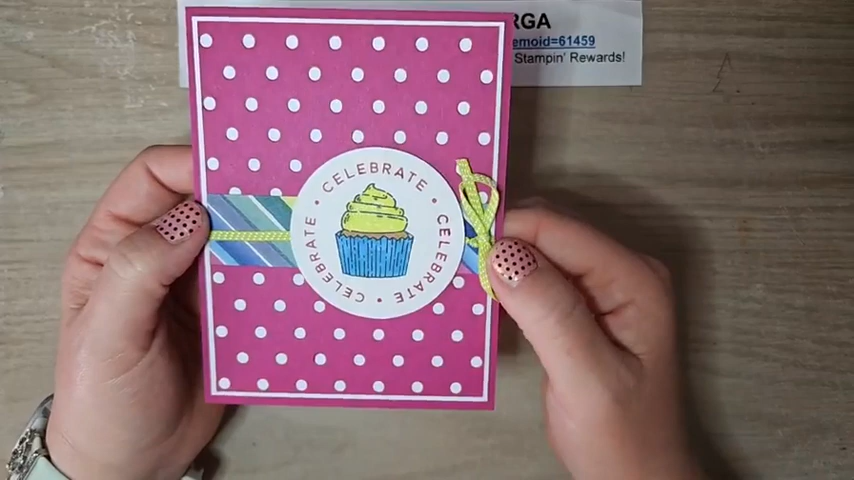 RGA
emoid=61459
Stampin' Rewards!
CELEBRATE • CELEBRATE • CELEBRATE •